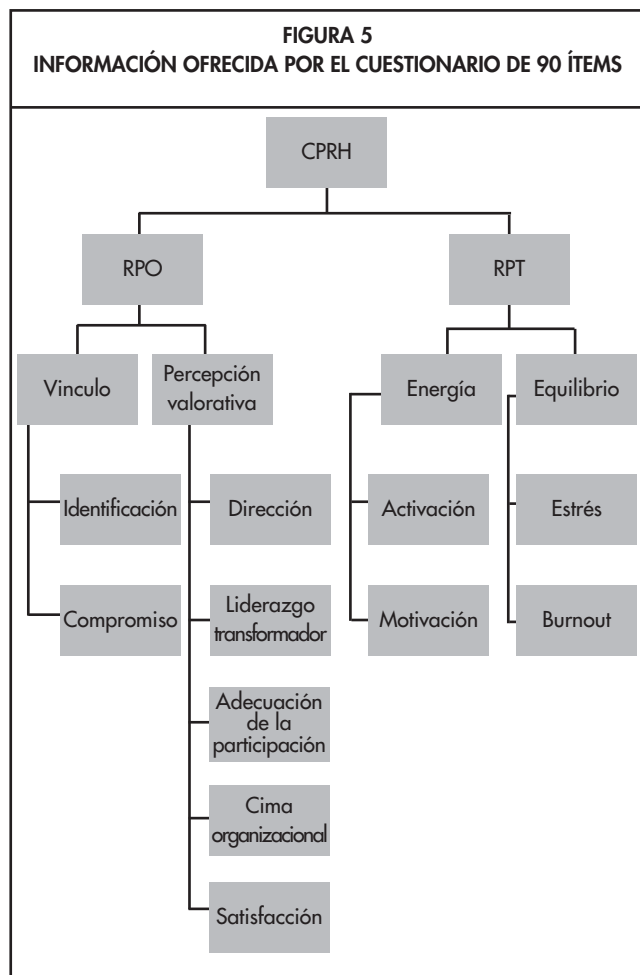 FIGURA 5
INFORMACIÓN OFRECIDA POR EL CUESTIONARIO DE 90 ÍTEMS
CPRH
RPO
RPT
Vinculo
Percepción
valorativa
Energía
Equilibrio
Identificación
Dirección
Activación
Estrés
Compromiso
Liderazgo
transformador
Motivación
Burnout
Adecuación
de la
participación
Cima
organizacional
Satisfacción